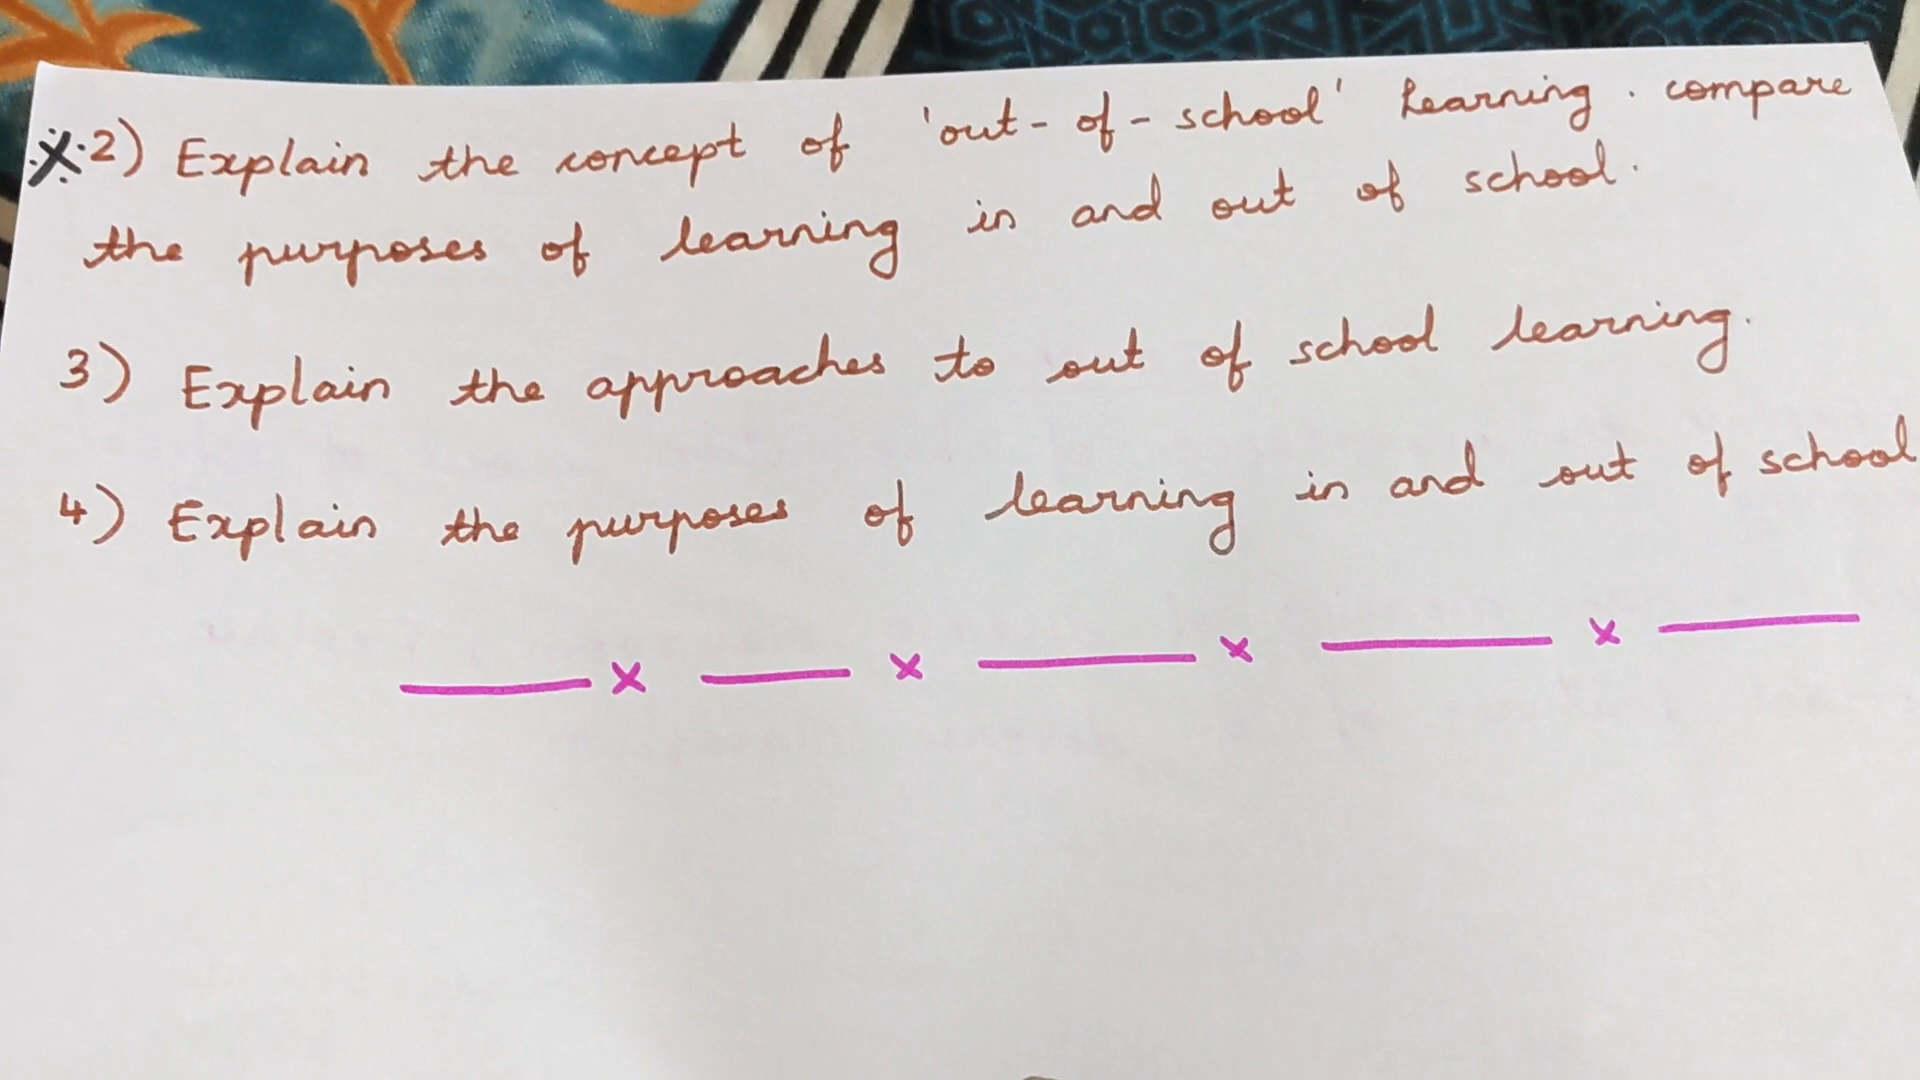 ※2) Explain the concept of 'out-of-school' learning. compare
the purposes of learning in and out of school.
3) Explain the approaches to out of school learning.
4) Explain the purposes of learning in and out of school